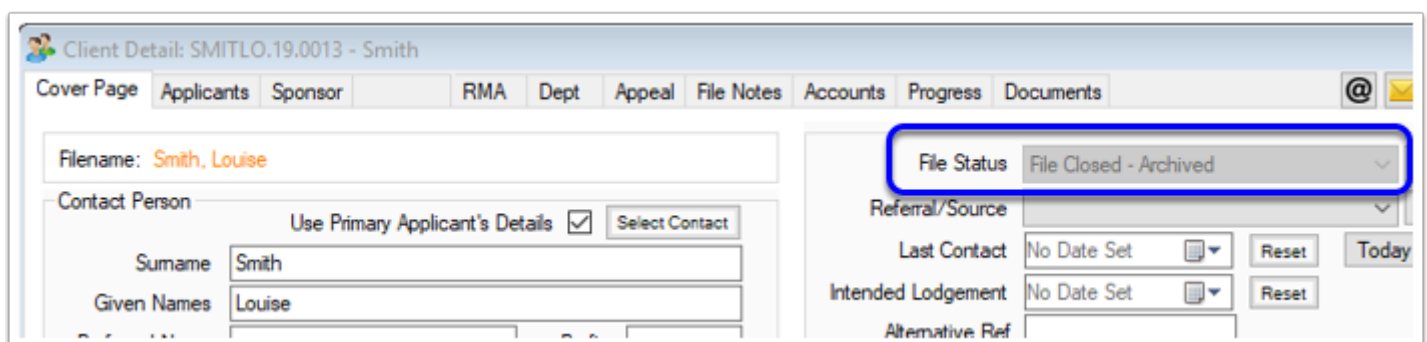 Client Detail: SMITLO.19.0013 - Smith
Cover Page Applicants Sponsor RMA Dept Appeal File Notes Accounts Progress Documents @
Filename: Smith, Louise
File Status File Closed - Archived
Contact Person
Use Primary Applicant's Details Select Contact
Referral/Source
Surname Smith
Last Contact No Date Set Reset Today
Given Names Louise
Intended Lodgement No Date Set Reset
Alternative Ref